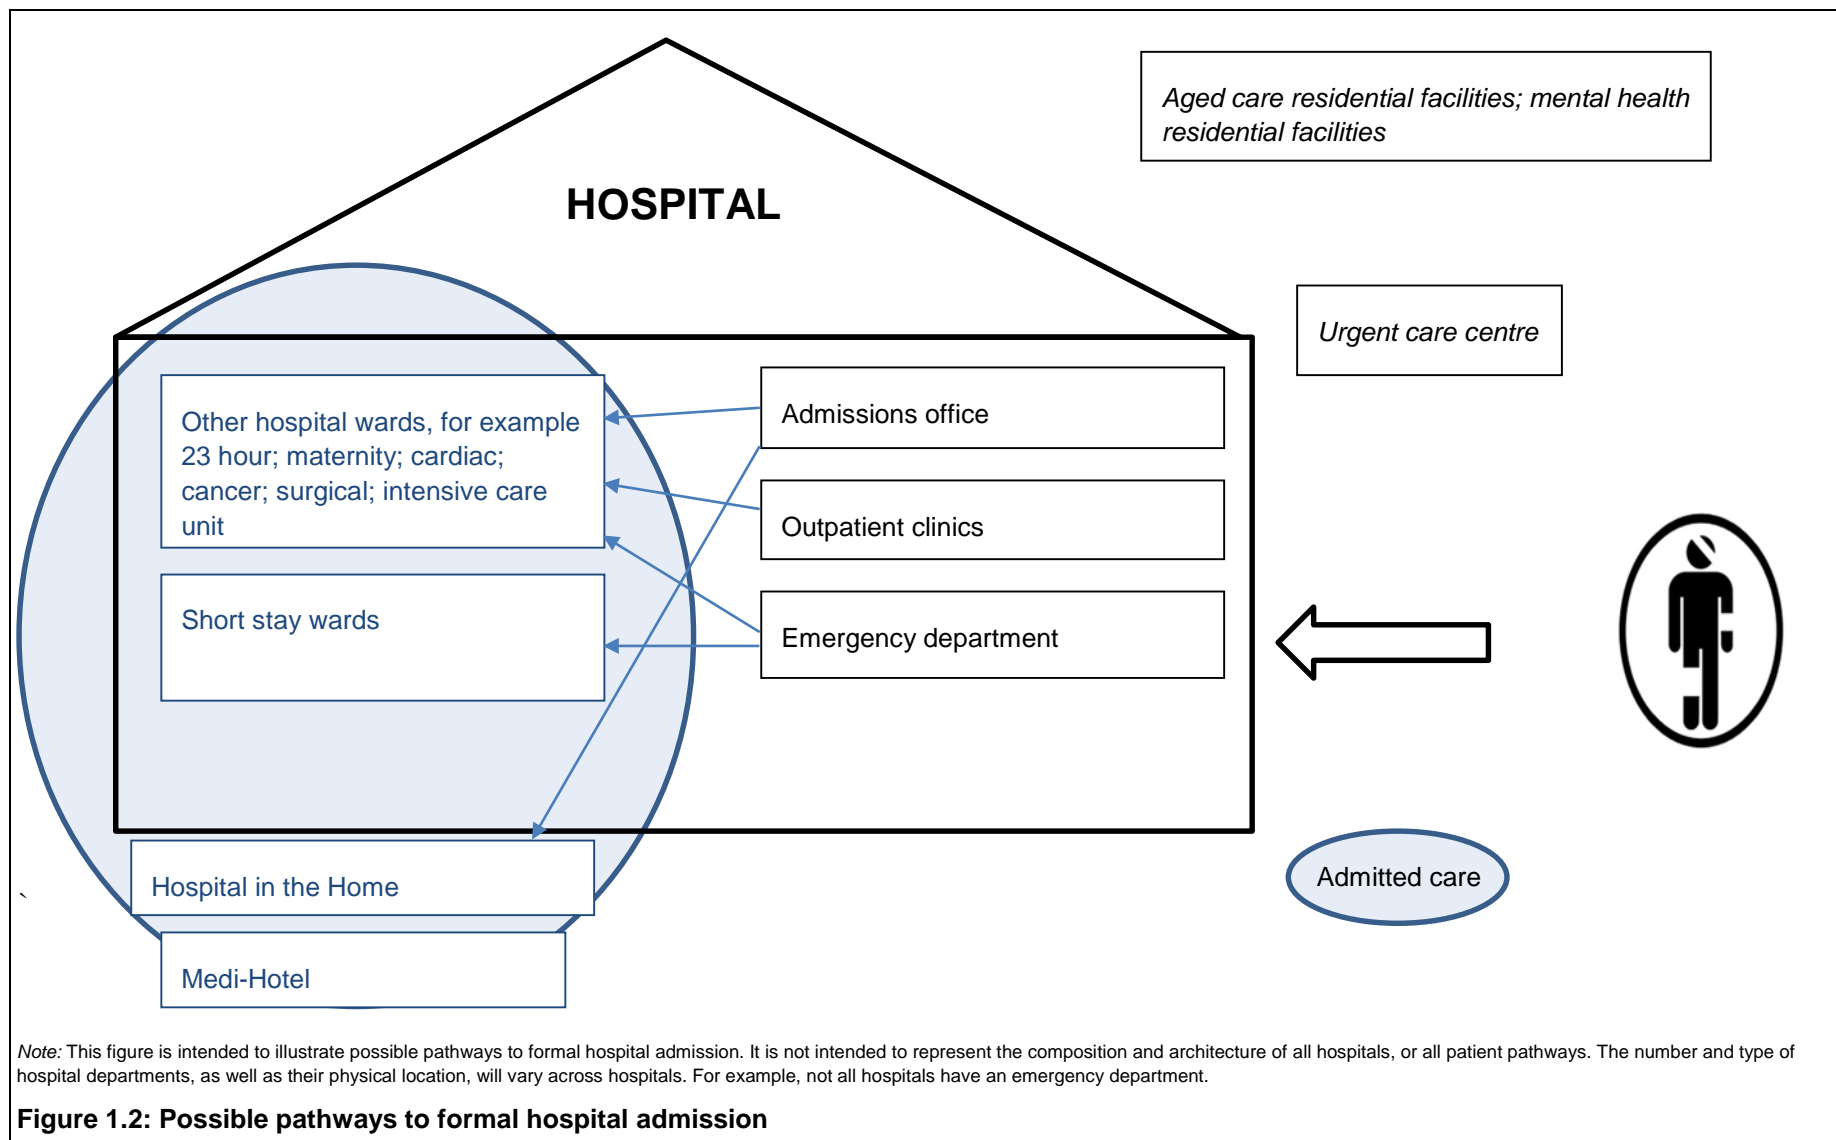 Aged care residential facilities; mental health
residential facilities
HOSPITAL
Urgent care centre
Other hospital wards, for example
23 hour; maternity; cardiac;
cancer; surgical; intensive care
unit
Admissions office
Outpatient clinics
Short stay wards
Emergency department
Hospital in the Home
Admitted care
`
Medi-Hotel
Note: This figure is intended to illustrate possible pathways to formal hospital admission. It is not intended to represent the composition and architecture of all hospitals, or all patient pathways. The number and type of
hospital departments, as well as their physical location, will vary across hospitals. For example, not all hospitals have an emergency department.
Figure 1.2: Possible pathways to formal hospital admission